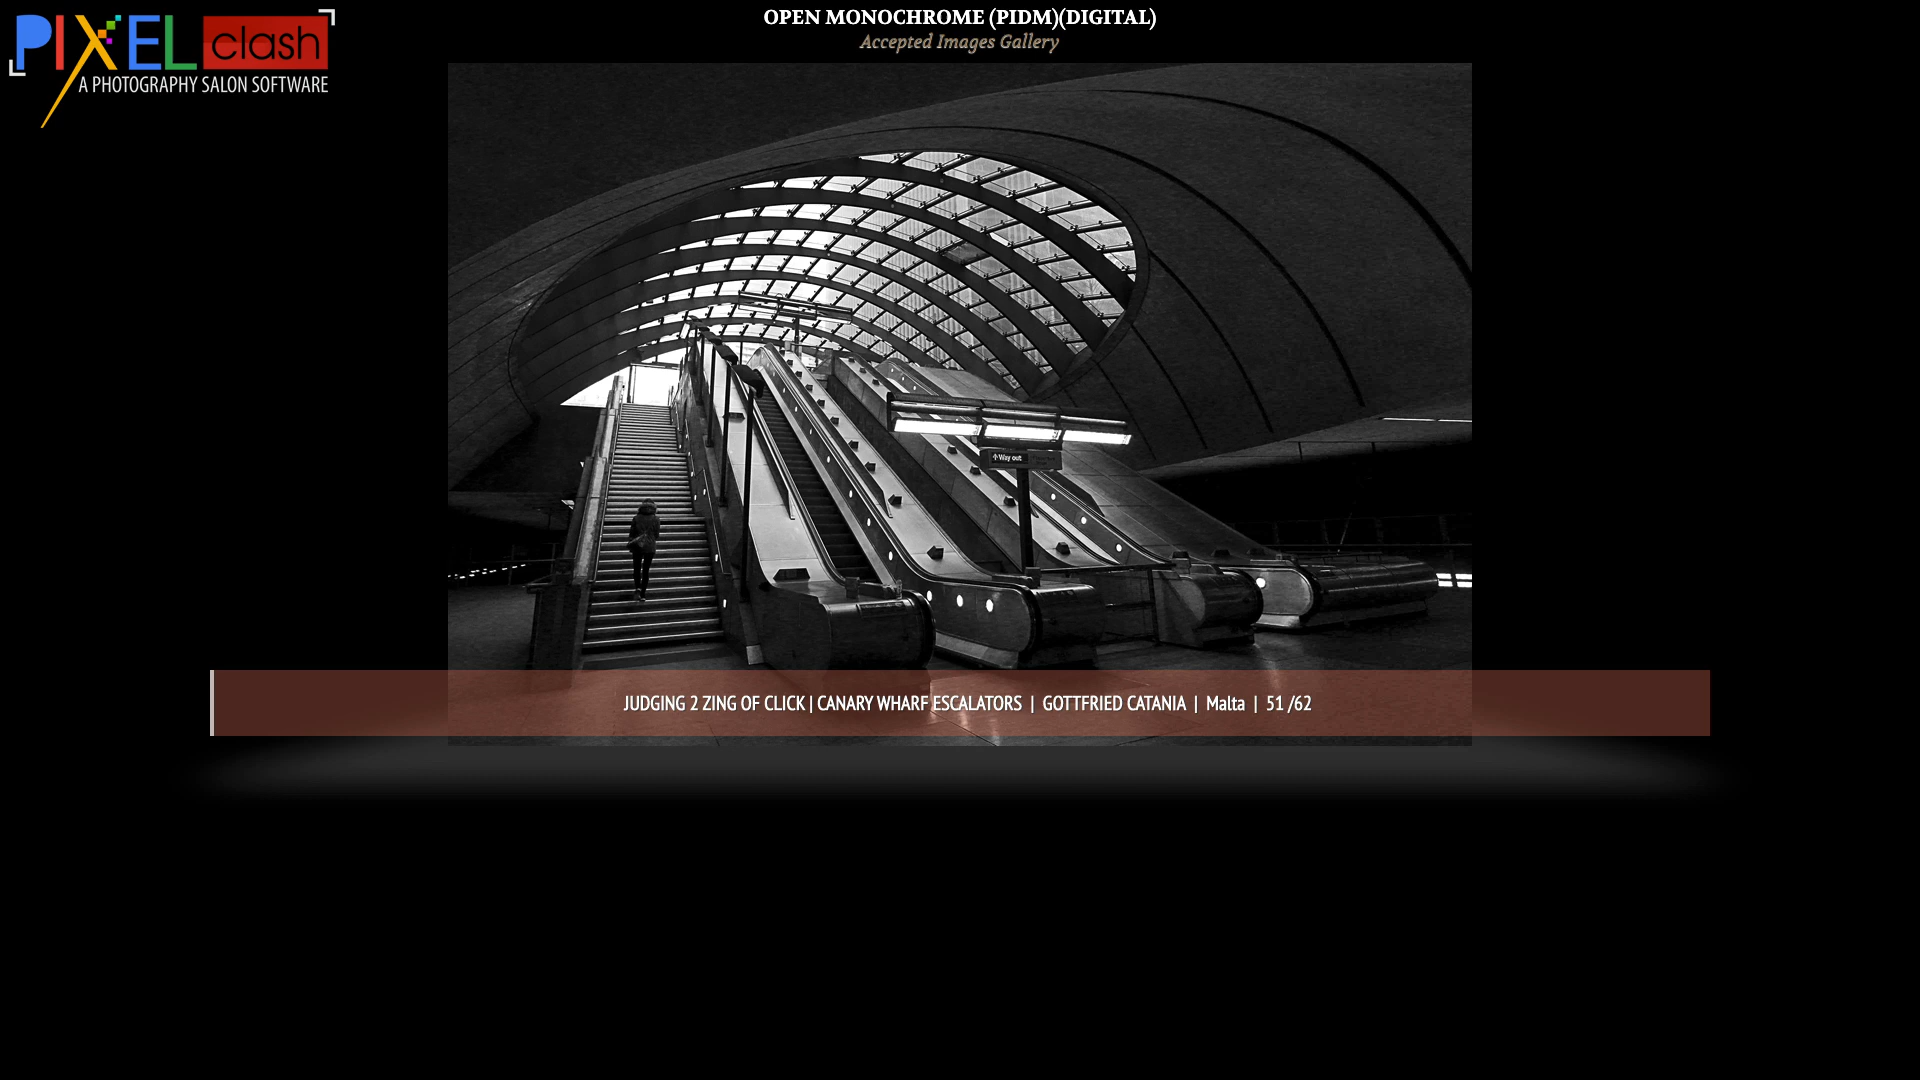 PIXEL clash
A PHOTOGRAPHY SALON SOFTWARE
OPEN MONOCHROME (PIDM)(DIGITAL)
Accepted Images Gallery
Way out
JUDGING 2 ZING OF CLICK | CANARY WHARF ESCALATORS | GOTTFRIED CATANIA | Malta | 51 /62